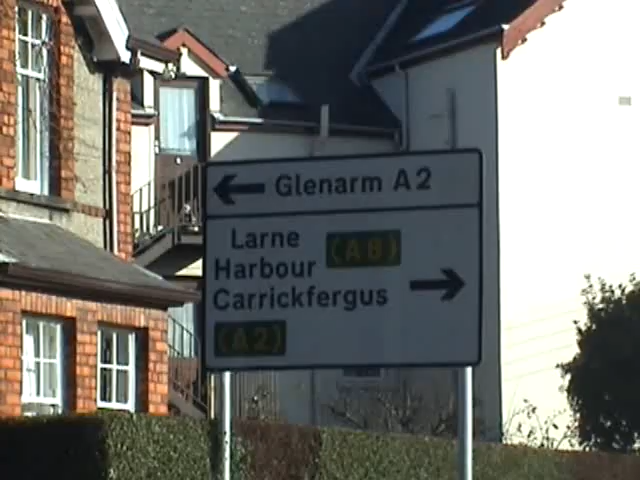 Glenarm A2
Larne (A8)
Harbour
Carrickfergus
(A2)